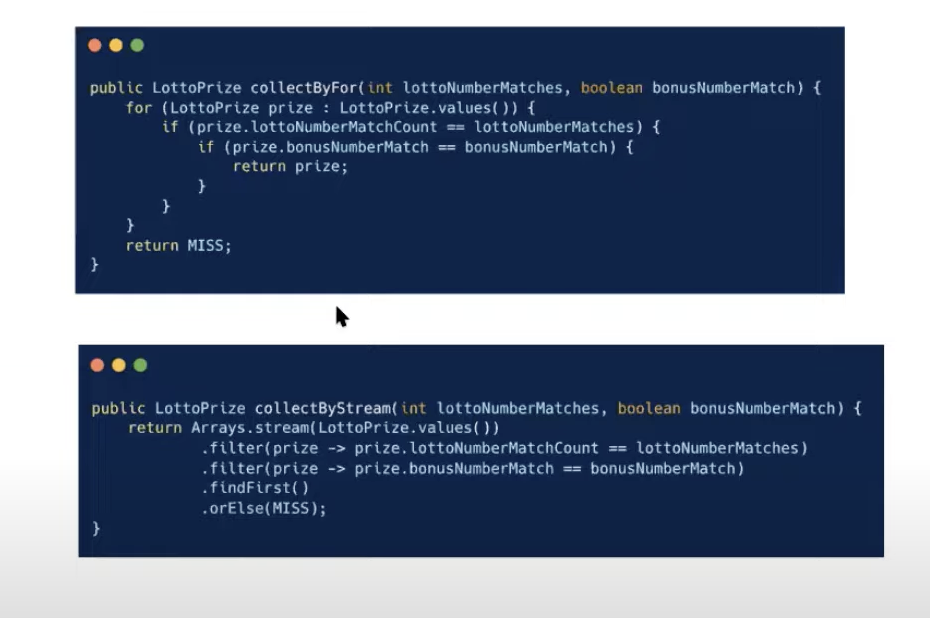 public LottoPrize collectByFor(int lottoNumberMatches, boolean bonusNumberMatch) {
    for (LottoPrize prize : LottoPrize.values()) {
        if (prize.lottoNumberMatchCount == lottoNumberMatches) {
            if (prize.bonusNumberMatch == bonusNumberMatch) {
                return prize;
            }
        }
    }
    return MISS;
}
public LottoPrize collectByStream(int lottoNumberMatches, boolean bonusNumberMatch) {
    return Arrays.stream(LottoPrize.values())
            .filter(prize -> prize.lottoNumberMatchCount == lottoNumberMatches)
            .filter(prize -> prize.bonusNumberMatch == bonusNumberMatch)
            .findFirst()
            .orElse(MISS);
}